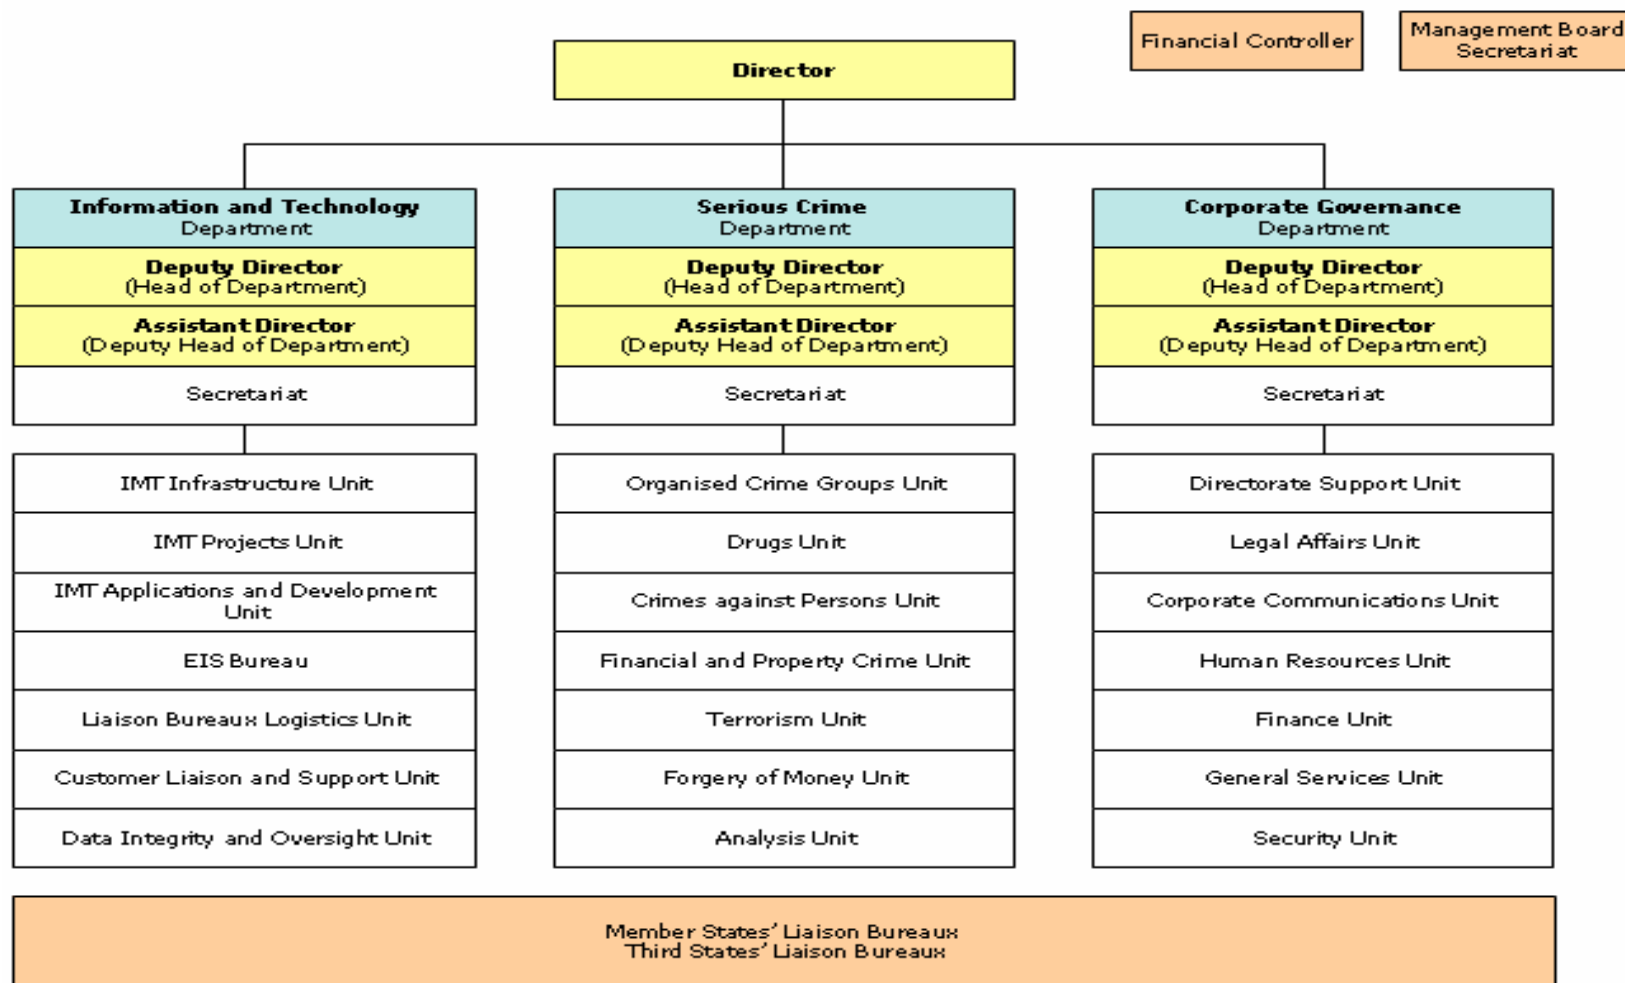 Financial Controller
Management Board
Secretariat
Director
Information and Technology
Department
Deputy Director
(Head of Department)
Assistant Director
(Deputy Head of Department)
Secretariat
IMT Infrastructure Unit
IMT Projects Unit
IMT Applications and Development
Unit
EIS Bureau
Liaison Bureaux Logistics Unit
Customer Liaison and Support Unit
Data Integrity and Oversight Unit
Serious Crime
Department
Deputy Director
(Head of Department)
Assistant Director
(Deputy Head of Department)
Secretariat
Organised Crime Groups Unit
Drugs Unit
Crimes against Persons Unit
Financial and Property Crime Unit
Terrorism Unit
Forgery of Money Unit
Analysis Unit
Corporate Governance
Department
Deputy Director
(Head of Department)
Assistant Director
(Deputy Head of Department)
Secretariat
Directorate Support Unit
Legal Affairs Unit
Corporate Communications Unit
Human Resources Unit
Finance Unit
General Services Unit
Security Unit
Member States’ Liaison Bureaux
Third States’ Liaison Bureaux